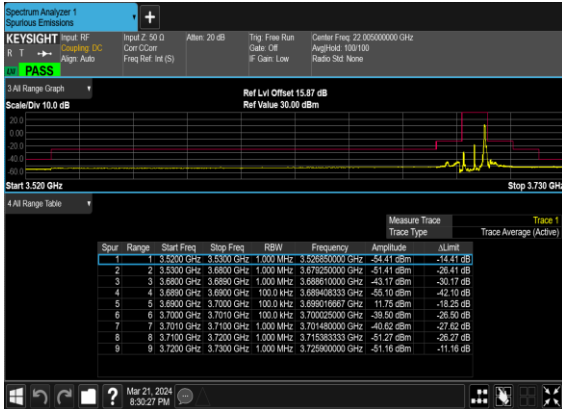 Spectrum Analyzer 1
Spurious Emissions
+
KEYSIGHT Input: RF Input Z: 50 Ω Atten: 20 dB Trig: Free Run Center Freq: 22.005000000 GHz
R T Coupling: DC Corr CCorr Gate: Off Avg|Hold: 100/100
Align: Auto Freq Ref: Int (S) IF Gain: Low Radio Std: None
PASS
3 All Range Graph Ref Lvl Offset 15.87 dB
Scale/Div 10.0 dB Ref Value 30.00 dBm
20.0
0.00
-20.0
-40.0
-60.0
Start 3.520 GHz Stop 3.730 GHz
4 All Range Table
Measure Trace Trace 1
Trace Type Trace Average (Active)
Spur Range Start Freq Stop Freq RBW Frequency Amplitude ΔLimit
1 1 3.5200 GHz 3.5300 GHz 1.000 MHz 3.526850000 GHz -54.41 dBm -14.41 dB
2 2 3.5300 GHz 3.6800 GHz 1.000 MHz 3.679250000 GHz -51.41 dBm -26.41 dB
3 3 3.6800 GHz 3.6890 GHz 1.000 MHz 3.688610000 GHz -43.17 dBm -30.17 dB
4 4 3.6890 GHz 3.6900 GHz 100.0 kHz 3.689408333 GHz -55.10 dBm -42.10 dB
5 5 3.6900 GHz 3.7000 GHz 100.0 kHz 3.699016667 GHz 11.75 dBm -18.25 dB
6 6 3.7000 GHz 3.7010 GHz 100.0 kHz 3.700025000 GHz -39.50 dBm -26.50 dB
7 7 3.7010 GHz 3.7100 GHz 1.000 MHz 3.701480000 GHz -40.62 dBm -27.62 dB
8 8 3.7100 GHz 3.7200 GHz 1.000 MHz 3.715383333 GHz -51.27 dBm -26.27 dB
9 9 3.7200 GHz 3.7300 GHz 1.000 MHz 3.725900000 GHz -51.16 dBm -11.16 dB
? Mar 21, 2024
8:30:27 PM